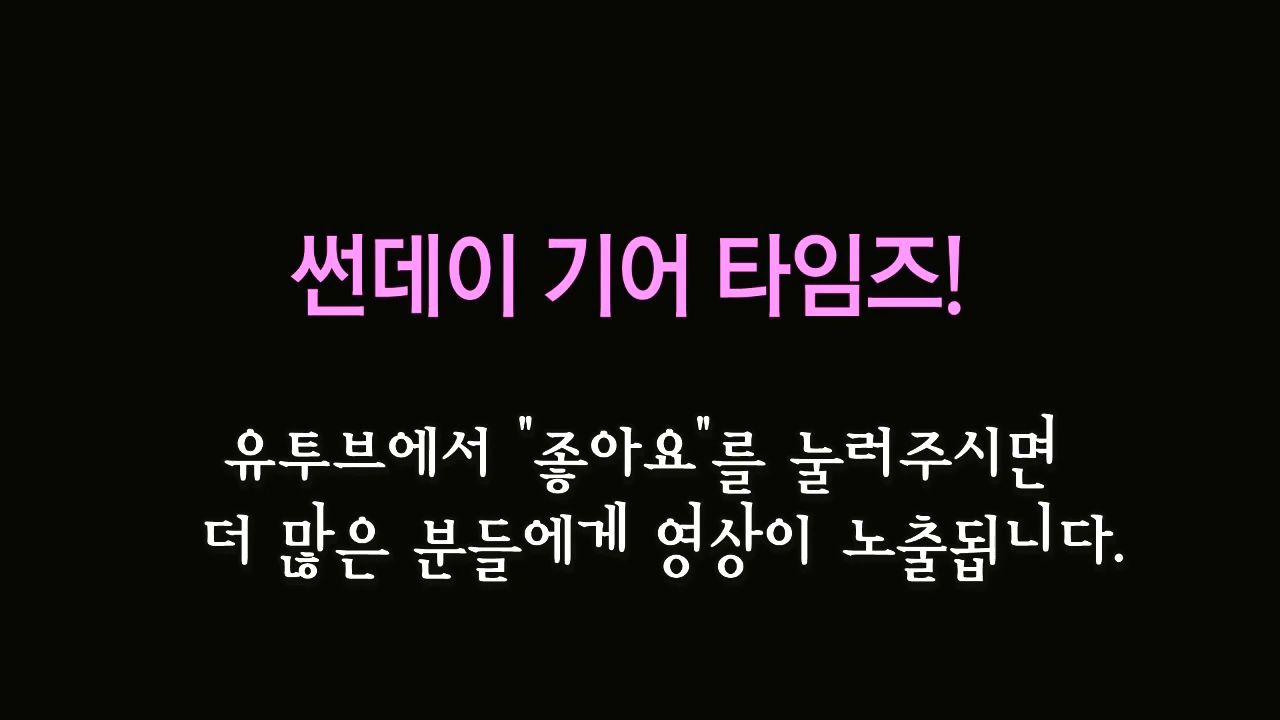 썬데이 기어 타임즈!
유투브에서 "좋아요"를 눌러주시면
더 많은 분들에게 영상이 노출됩니다.